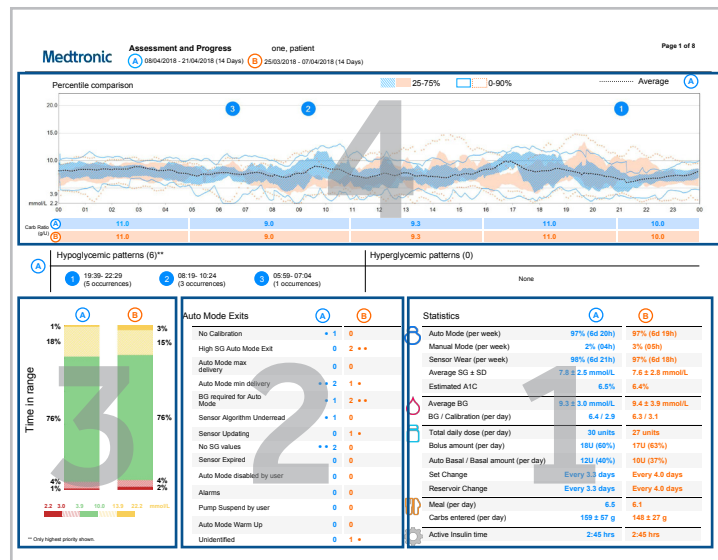 Medtronic
Assessment and Progress one, patient
Page 1 of 8
A 08/04/2018 - 21/04/2018 (14 Days) B 25/03/2018 - 07/04/2018 (14 Days)
Percentile comparison 25-75% 0-90% Average A
20.0
15.0
10.0
3.9
mmol/L 2.2
3 2 1
4
00 01 02 03 04 05 06 07 08 09 10 11 12 13 14 15 16 17 18 19 20 21 22 23 00
Carb Ratio (g/U)
A 11.0 9.0 9.3 11.0 10.0
B 11.0 9.0 9.3 11.0 10.0
A
Hypoglycemic patterns (6)** Hyperglycemic patterns (0)
1 19:39- 22:29 2 08:19- 10:24 3 05:59- 07:04 None
(5 occurrences) (3 occurrences) (1 occurrences)
Time in range
A B
1% 3%
18% 15%
76% 76%
4% 4%
1% 2%
3
2.2 3.0 3.9 10.0 13.9 22.2 mmol/L
** Only highest priority shown.
Auto Mode Exits A B
No Calibration 1 0
High SG Auto Mode Exit 0 2
Auto Mode max delivery 0 0
Auto Mode min delivery 2 1
BG required for Auto Mode 1 2
Sensor Algorithm Underread 1 0
Sensor Updating 0 1
No SG values 2 0
Sensor Expired 0 0
Auto Mode disabled by user 0 0
Alarms 0 0
Pump Suspend by user 0 0
Auto Mode Warm Up 0 0
Unidentified 0 1
2
Statistics A B
Auto Mode (per week) 97% (6d 20h) 97% (6d 19h)
Manual Mode (per week) 2% (04h) 3% (05h)
Sensor Wear (per week) 98% (6d 21h) 97% (6d 18h)
Average SG ± SD 7.8 ± 2.5 mmol/L 7.6 ± 2.8 mmol/L
Estimated A1C 6.5% 6.4%
Average BG 9.3 ± 3.0 mmol/L 9.4 ± 3.9 mmol/L
BG / Calibration (per day) 6.4 / 2.9 6.3 / 3.1
Total daily dose (per day) 30 units 27 units
Bolus amount (per day) 18U (60%) 17U (63%)
Auto Basal / Basal amount (per day) 12U (40%) 10U (37%)
Set Change Every 3.3 days Every 4.0 days
Reservoir Change Every 3.3 days Every 4.0 days
Meal (per day) 6.5 6.1
Carbs entered (per day) 159 ± 57 g 148 ± 27 g
Active Insulin time 2:45 hrs 2:45 hrs
1